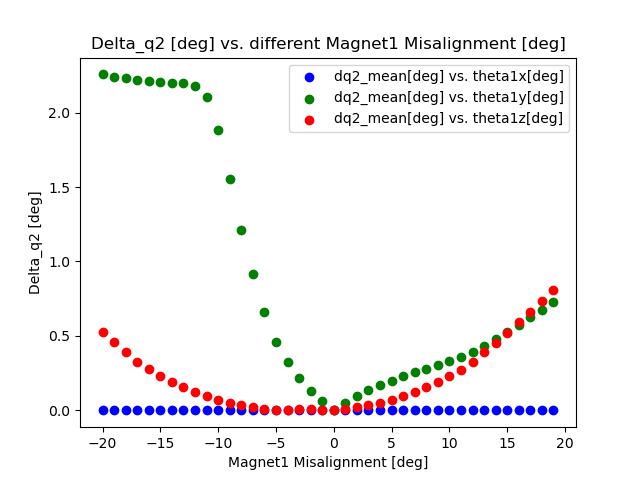 Delta_q2 [deg] vs. different Magnet1 Misalignment [deg]
dq2_mean[deg] vs. theta1x[deg]
dq2_mean[deg] vs. theta1y[deg]
dq2_mean[deg] vs. theta1z[deg]
Delta_q2 [deg]
2.0
1.5
1.0
0.5
0.0
−20 −15 −10 −5 0 5 10 15 20
Magnet1 Misalignment [deg]